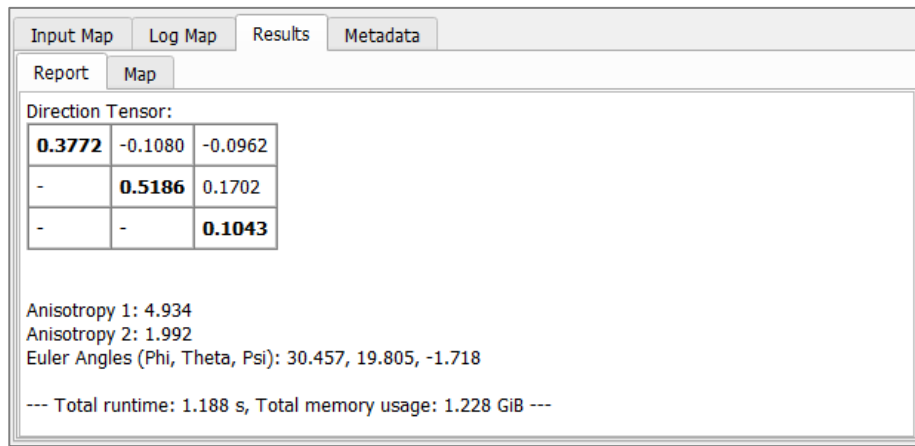 Input Map Log Map Results Metadata
Report Map
Direction Tensor:
0.3772 -0.1080 -0.0962
- 0.5186 0.1702
- - 0.1043
Anisotropy 1: 4.934
Anisotropy 2: 1.992
Euler Angles (Phi, Theta, Psi): 30.457, 19.805, -1.718
--- Total runtime: 1.188 s, Total memory usage: 1.228 GiB ---